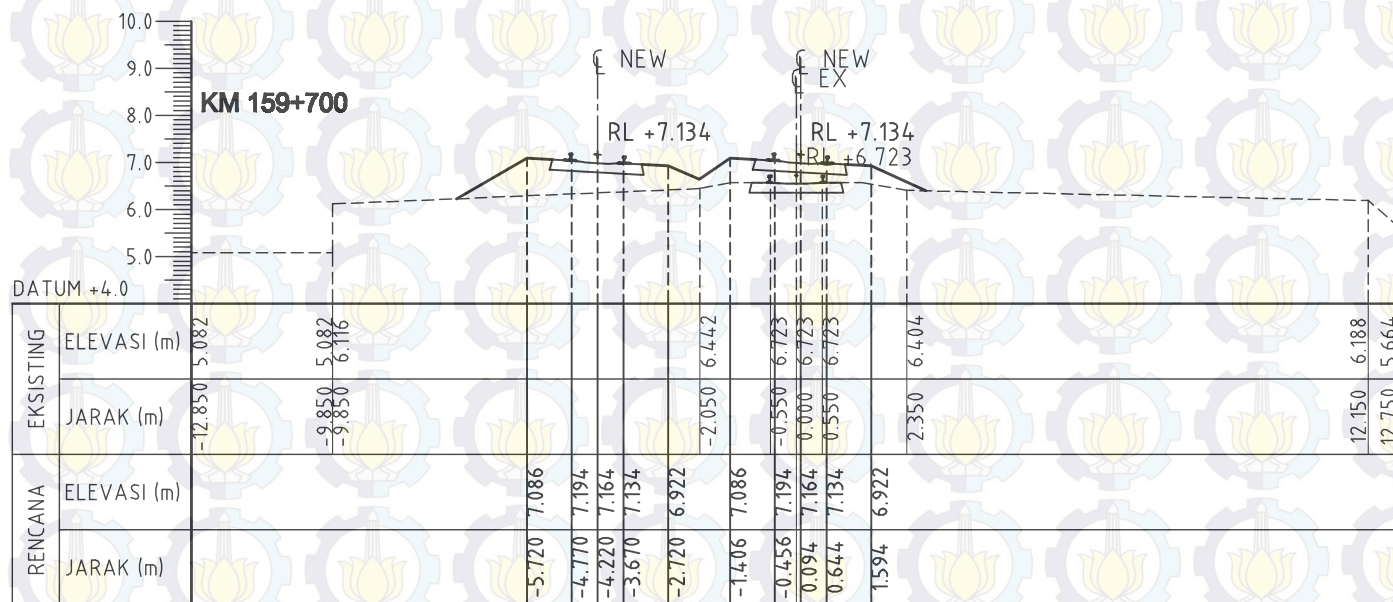 10.0
9.0
8.0
7.0
6.0
5.0
KM 159+700
℄ NEW
℄ NEW
℄ EX
RL +7.134
RL +7.134
RL +6.723
DATUM +4.0
EKSISTING
ELEVASI (m) 5.082 5.082 6.116 6.442 6.723 6.723 6.723 6.404 6.188 5.664
JARAK (m) -12.850 -9.850 -9.850 -2.050 -0.550 0.000 0.550 2.350 12.150 12.750
RENCANA
ELEVASI (m) 7.086 7.194 7.164 7.134 6.922 7.086 7.194 7.164 7.134 6.922
JARAK (m) -5.720 -4.770 -4.220 -3.670 -2.720 -1.406 -0.456 0.094 0.644 1.594